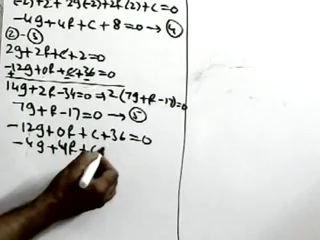 (-2)²+2²+2g(-2)+2f(2)+c=0
-4g+4f+c+8=0 → ④
②-③
2g+2f+c+2=0
-12g+0f+c+36=0
14g+2f-34=0 ⇒ 2(7g+f-17)=0
7g+f-17=0 → ⑤
-12g+0f+c+36=0
-4g+4f+c